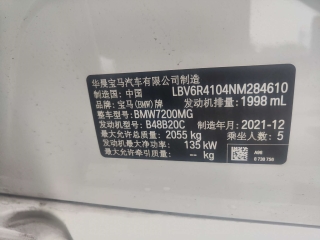 华晨宝马汽车有限公司制造
制造国：中国 LBV6R4104NM284610
品牌：宝马(BMW)牌 发动机排量：1998 mL
整车型号：BMW7200MG
发动机型号：B48B20C 制造年月：2021-12
最大允许总质量：2055 kg 乘坐人数：5
发动机最大净功率：135 kW
最大允许牵引质量：-- kg